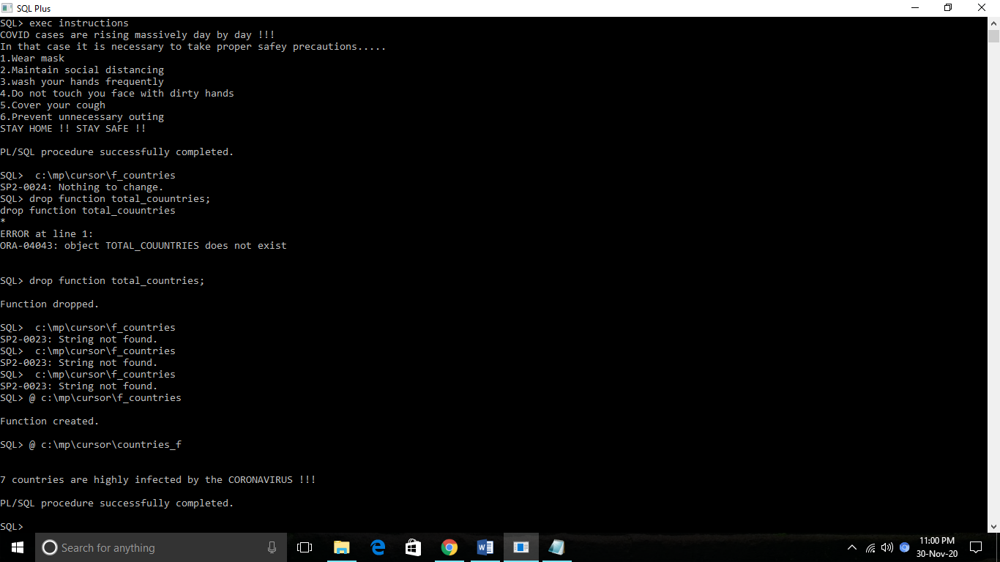 SQL Plus
SQL> exec instructions
COVID cases are rising massively day by day !!!
In that case it is necessary to take proper safey precautions.....
1.Wear mask
2.Maintain social distancing
3.wash your hands frequently
4.Do not touch you face with dirty hands
5.Cover your cough
6.Prevent unnecessary outing
STAY HOME !! STAY SAFE !!
PL/SQL procedure successfully completed.
SQL>  c:\mp\cursor\f_countries
SP2-0024: Nothing to change.
SQL> drop function total_couuntries;
drop function total_couuntries
*
ERROR at line 1:
ORA-04043: object TOTAL_COUUNTRIES does not exist
SQL> drop function total_countries;
Function dropped.
SQL>  c:\mp\cursor\f_countries
SP2-0023: String not found.
SQL>  c:\mp\cursor\f_countries
SP2-0023: String not found.
SQL>  c:\mp\cursor\f_countries
SP2-0023: String not found.
SQL> @ c:\mp\cursor\f_countries
Function created.
SQL> @ c:\mp\cursor\countries_f
7 countries are highly infected by the CORONAVIRUS !!!
PL/SQL procedure successfully completed.
SQL>
Search for anything
11:00 PM
30-Nov-20